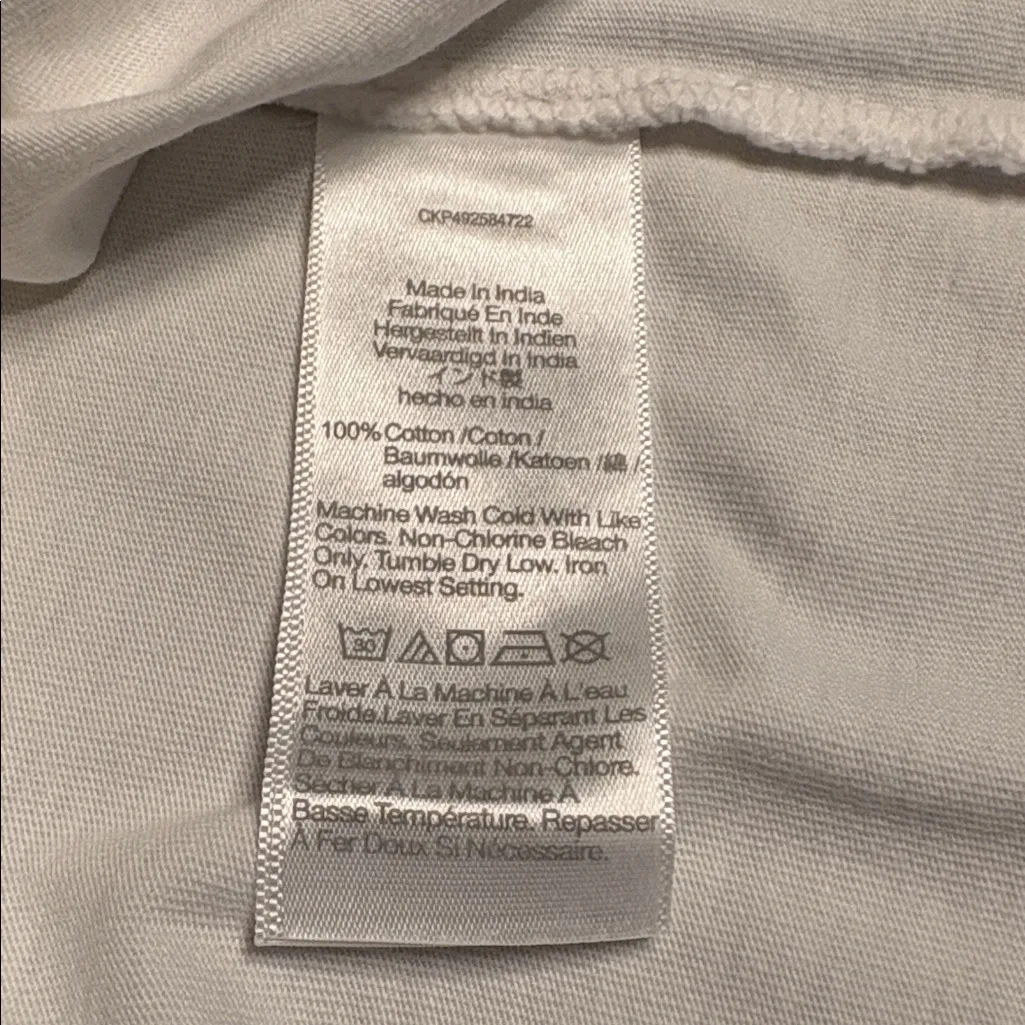 CKP492584722
Made In India
Fabriqué En Inde
Hergestellt In Indien
Vervaardigd In India
インド製
hecho en india
100% Cotton /Coton /
Baumwolle /Katoen /綿 /
algodón
Machine Wash Cold With Like
Colors. Non-Chlorine Bleach
Only. Tumble Dry Low. Iron
On Lowest Setting.
30
Laver À La Machine À L'eau
Froide.Laver En Séparant Les
Couleurs. Seulement Agent
De Blanchiment Non-Chlore.
Sécher À La Machine À
Basse Température. Repasser
À Fer Doux Si Nécessaire.